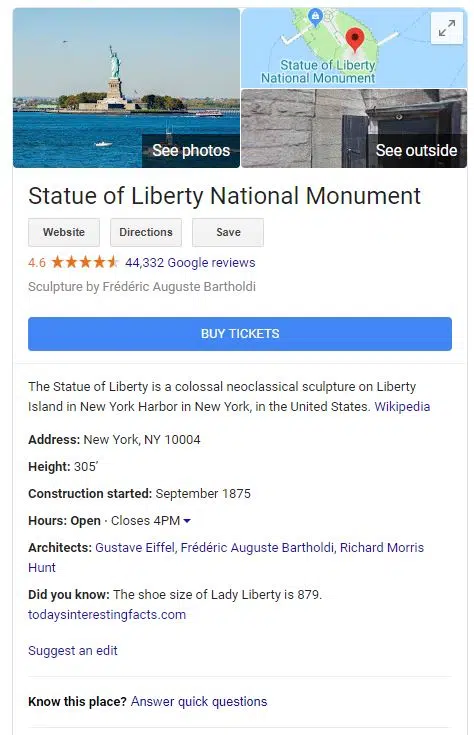 Statue of Liberty
National Monument
See photos
See outside
Statue of Liberty National Monument
Website
Directions
Save
4.6 44,332 Google reviews
Sculpture by Frédéric Auguste Bartholdi
BUY TICKETS
The Statue of Liberty is a colossal neoclassical sculpture on Liberty
Island in New York Harbor in New York, in the United States. Wikipedia
Address: New York, NY 10004
Height: 305′
Construction started: September 1875
Hours: Open · Closes 4PM
Architects: Gustave Eiffel, Frédéric Auguste Bartholdi, Richard Morris
Hunt
Did you know: The shoe size of Lady Liberty is 879.
todaysinterestingfacts.com
Suggest an edit
Know this place? Answer quick questions